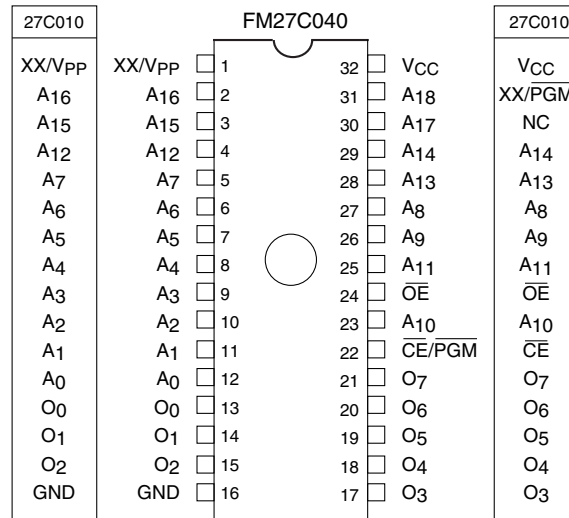 27C010 FM27C040 27C010
XX/VPP XX/VPP 1 32 VCC VCC
A16 A16 2 31 A18 XX/PGM
A15 A15 3 30 A17 NC
A12 A12 4 29 A14 A14
A7 A7 5 28 A13 A13
A6 A6 6 27 A8 A8
A5 A5 7 26 A9 A9
A4 A4 8 25 A11 A11
A3 A3 9 24 OE OE
A2 A2 10 23 A10 A10
A1 A1 11 22 CE/PGM CE
A0 A0 12 21 O7 O7
O0 O0 13 20 O6 O6
O1 O1 14 19 O5 O5
O2 O2 15 18 O4 O4
GND GND 16 17 O3 O3